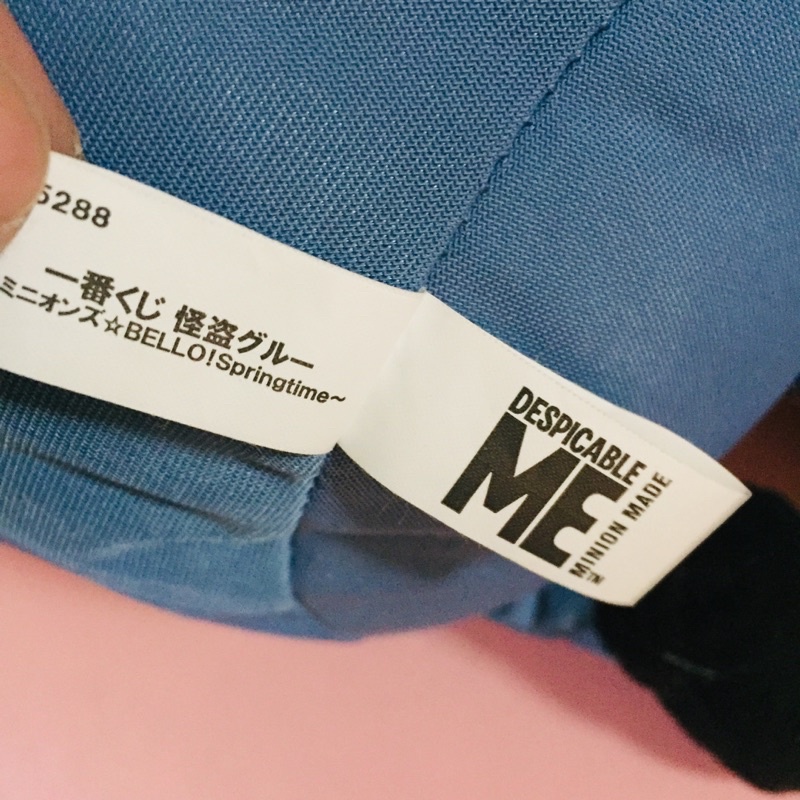 5288
一番くじ 怪盗グルー
ミニオンズ☆BELLO!Springtime~
DESPICABLE
ME
MINION MADE
TM